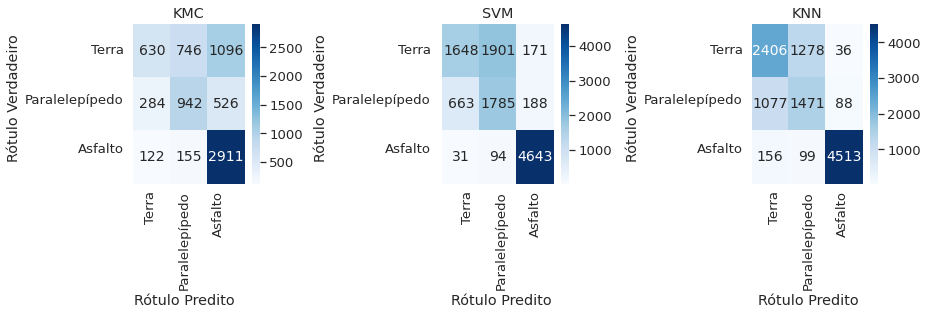 KMC
Rótulo Verdadeiro
Terra
Paralelepípedo
Asfalto
630 746 1096
284 942 526
122 155 2911
2500
2000
1500
1000
500
Terra
Paralelepípedo
Asfalto
Rótulo Predito
SVM
Rótulo Verdadeiro
Terra
Paralelepípedo
Asfalto
1648 1901 171
663 1785 188
31 94 4643
4000
3000
2000
1000
Terra
Paralelepípedo
Asfalto
Rótulo Predito
KNN
Rótulo Verdadeiro
Terra
Paralelepípedo
Asfalto
2406 1278 36
1077 1471 88
156 99 4513
4000
3000
2000
1000
Terra
Paralelepípedo
Asfalto
Rótulo Predito